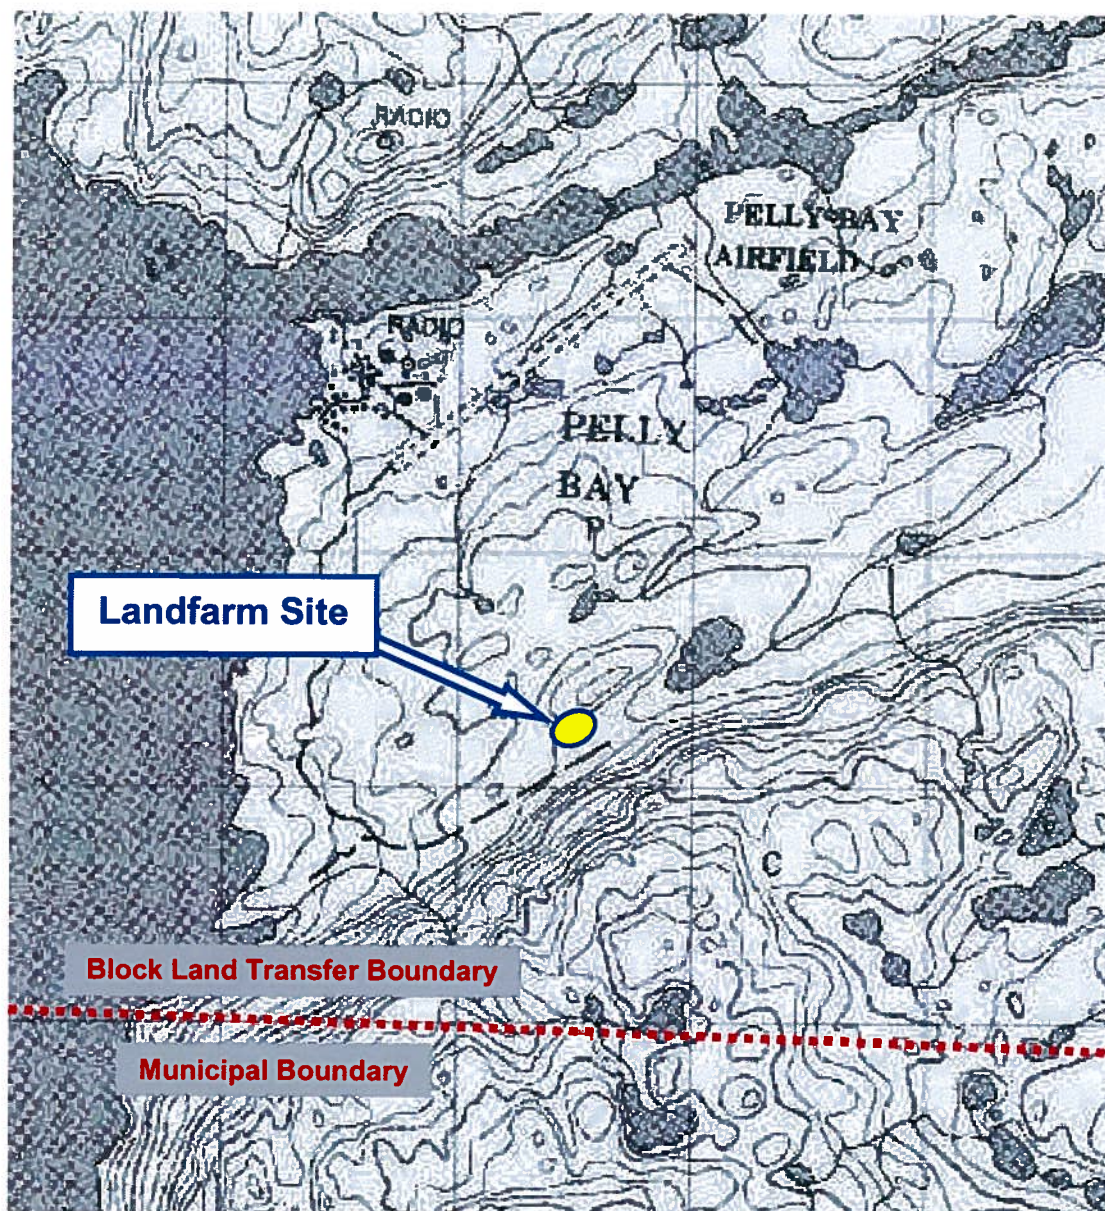 RADIO
PELLY BAY
AIRFIELD
RADIO
PELLY
BAY
P
Landfarm Site
C
Block Land Transfer Boundary
Municipal Boundary